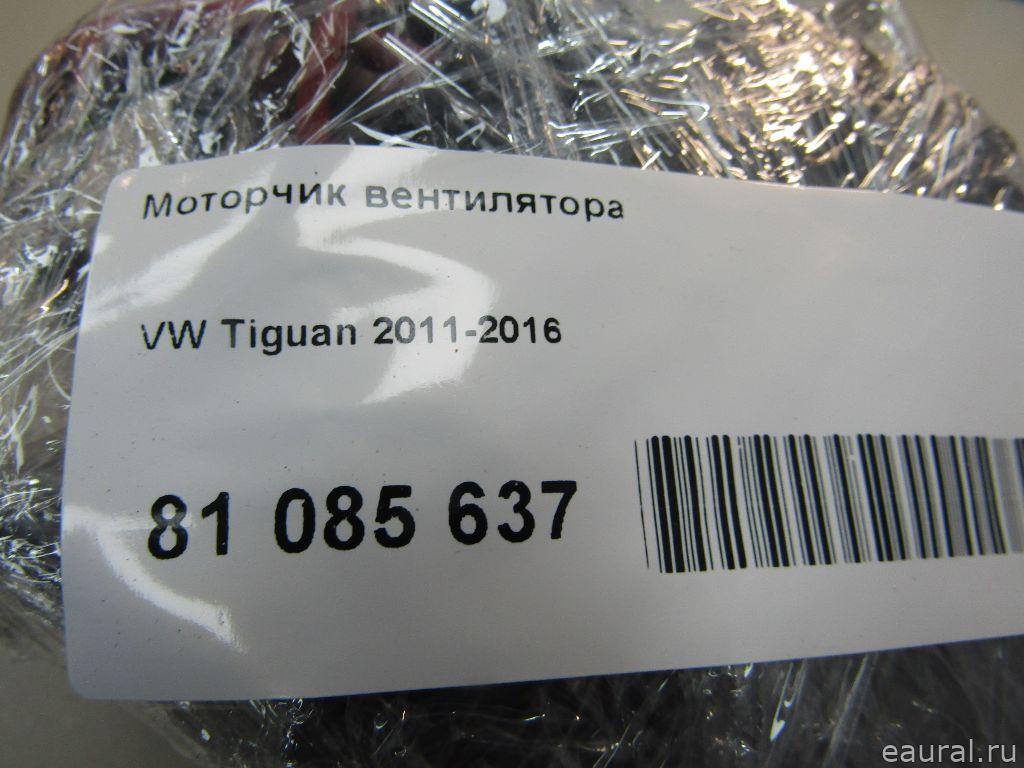 Моторчик вентилятора
VW Tiguan 2011-2016
81 085 637
eaural.ru